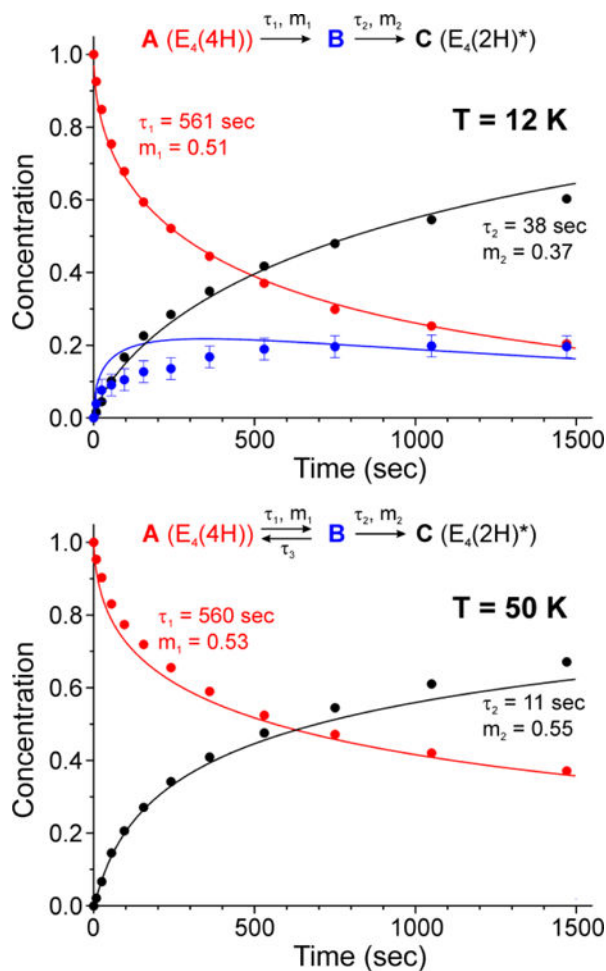 τ₁, m₁ τ₂, m₂
A (E₄(4H)) → B → C (E₄(2H)*)
1.0
0.8
0.6
0.4
0.2
0.0
Concentration
T = 12 K
τ₁ = 561 sec
m₁ = 0.51
τ₂ = 38 sec
m₂ = 0.37
0 500 1000 1500
Time (sec)
τ₁, m₁ τ₂, m₂
A (E₄(4H)) ⇄ B → C (E₄(2H)*)
τ₃
1.0
0.8
0.6
0.4
0.2
0.0
Concentration
T = 50 K
τ₁ = 560 sec
m₁ = 0.53
τ₂ = 11 sec
m₂ = 0.55
0 500 1000 1500
Time (sec)